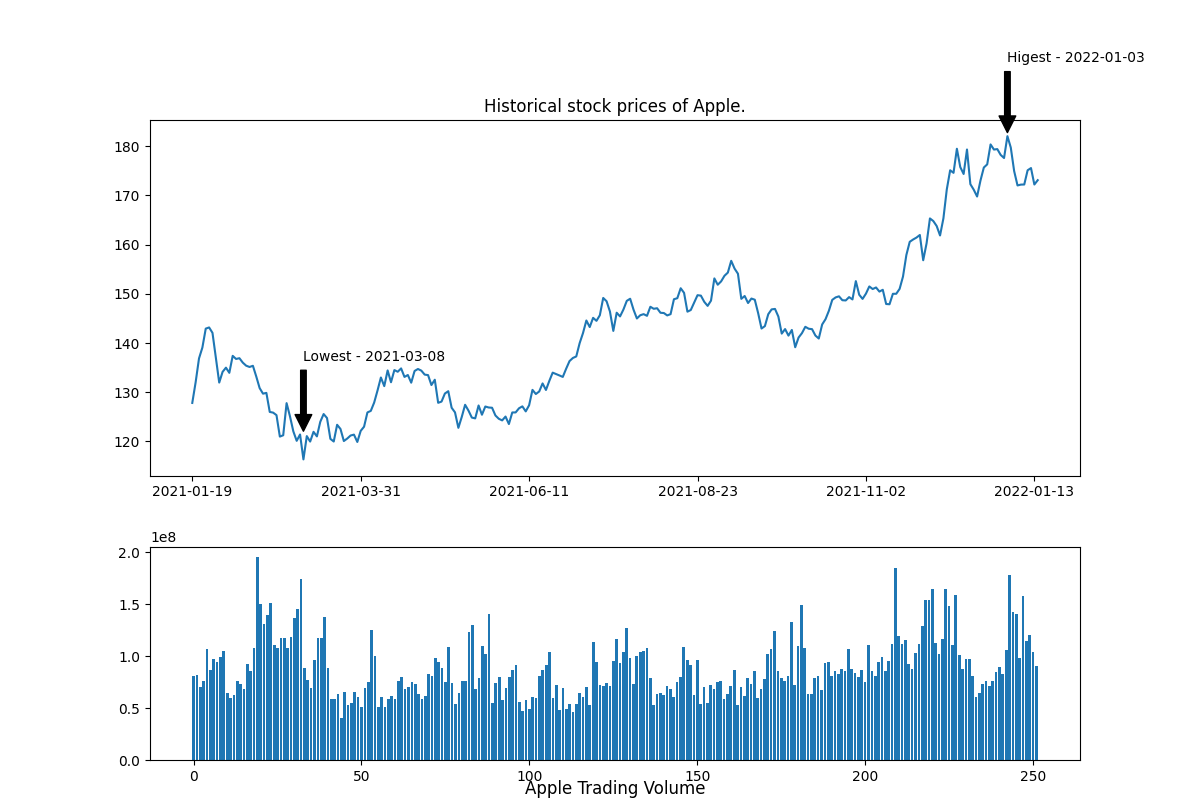 Higest - 2022-01-03
Historical stock prices of Apple.
180
170
160
150
140
130
120
Lowest - 2021-03-08
2021-01-19 2021-03-31 2021-06-11 2021-08-23 2021-11-02 2022-01-13
1e8
2.0
1.5
1.0
0.5
0.0
0 50 100 150 200 250
Apple Trading Volume